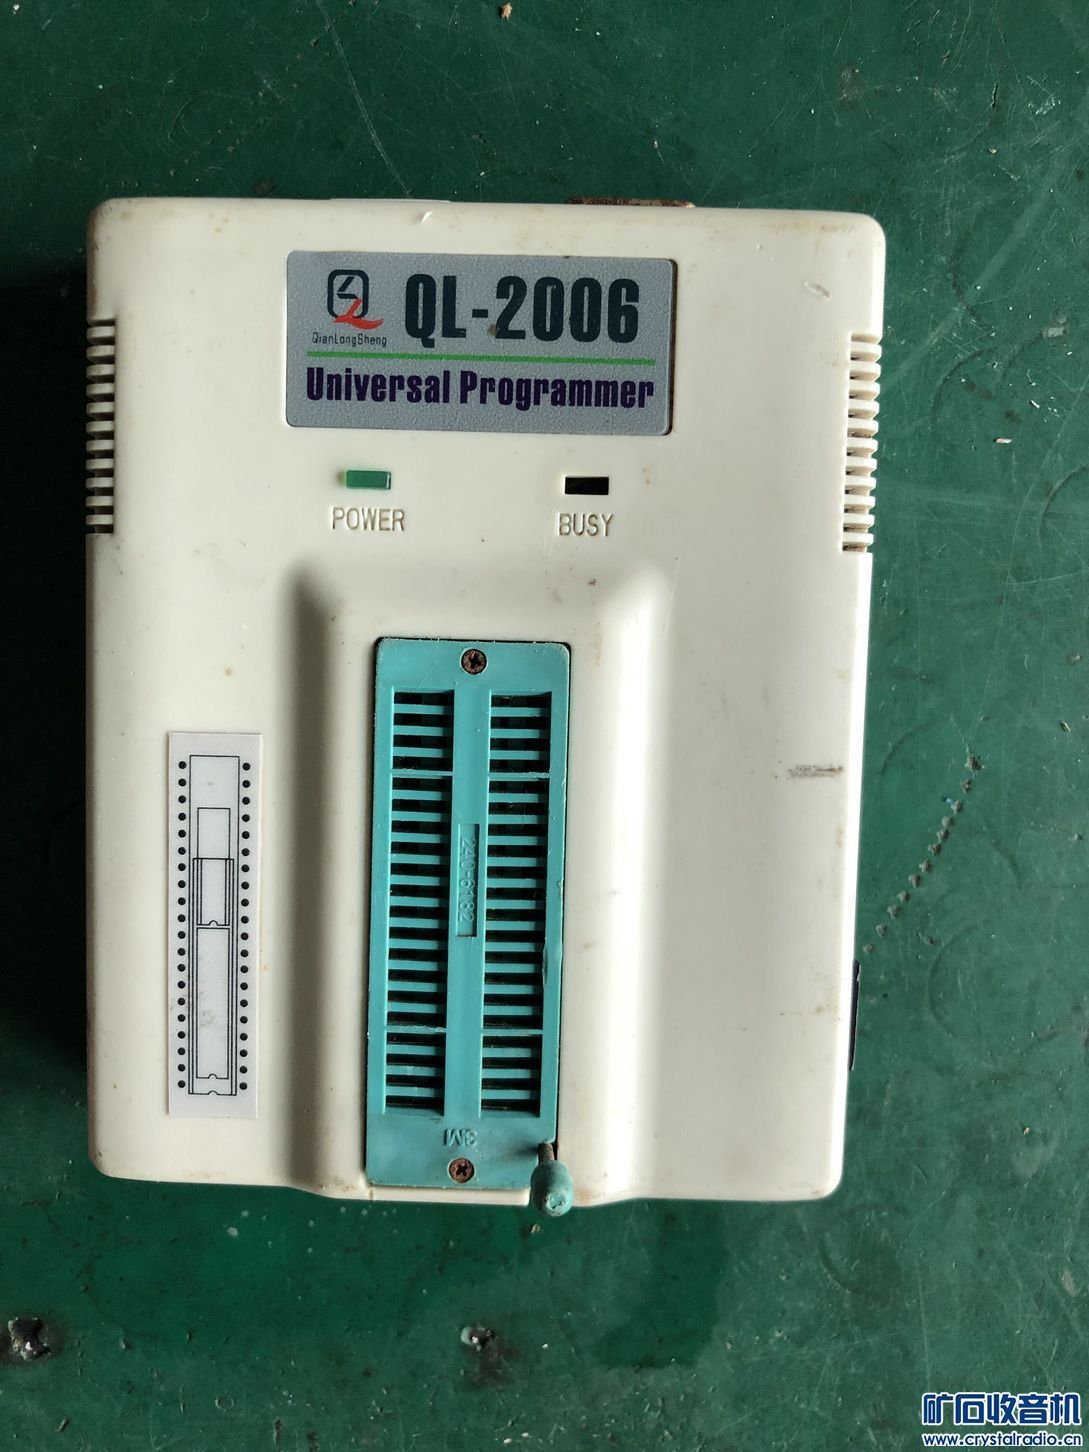 QL-2006
QianLongSheng
Universal Programmer
POWER
BUSY
240-6182
3M
矿石收音机
www.crystalradio.cn